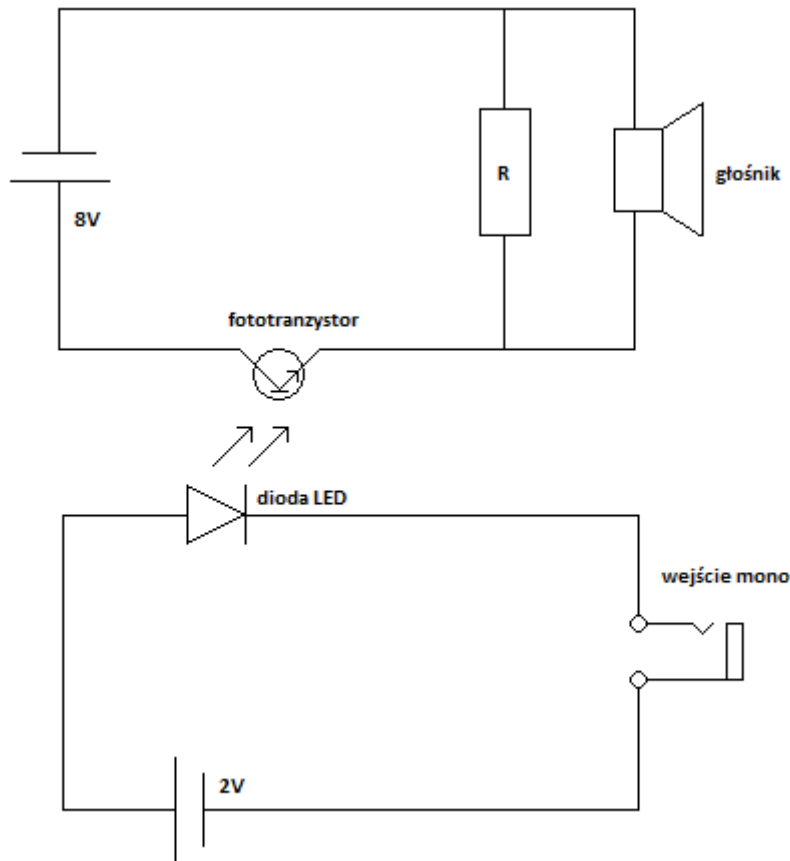 R
głośnik
8V
fototranzystor
dioda LED
wejście mono
2V